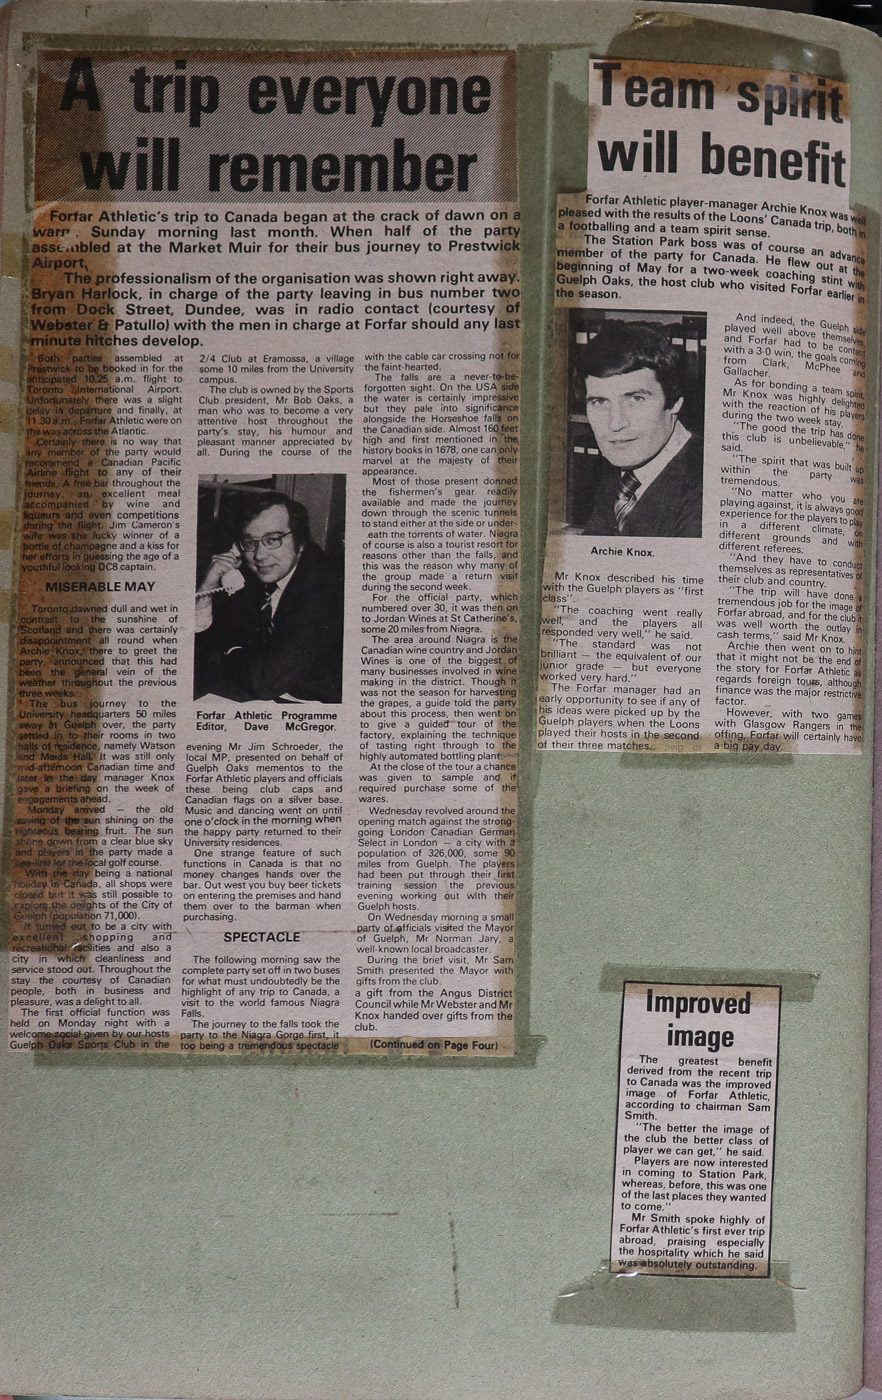 A trip everyone
will remember
Forfar Athletic's trip to Canada began at the crack of dawn on a
warm Sunday morning last month. When half of the party
assembled at the Market Muir for their bus journey to Prestwick
Airport.
The professionalism of the organisation was shown right away.
Bryan Harlock, in charge of the party leaving in bus number two
from Dock Street, Dundee, was in radio contact (courtesy of
Webster & Patullo) with the men in charge at Forfar should any last
minute hitches develop.
Both parties assembled at
Prestwick to be booked in for the
anticipated 10.25 a.m. flight to
Toronto International Airport.
Unfortunately there was a slight
delay in departure and finally, at
11.30 a.m., Forfar Athletic were on
the way across the Atlantic.
Certainly there is no way that
any member of the party would
recommend a Canadian Pacific
Airline flight to any of their
friends. A free bar throughout the
journey, an excellent meal
accompanied by wine and
liqueurs and even competitions
during the flight. Jim Cameron's
wife was the lucky winner of a
bottle of champagne and a kiss for
her efforts in guessing the age of a
youthful looking DC8 captain.
MISERABLE MAY
Toronto dawned dull and wet in
contrast to the sunshine of
Scotland and there was certainly
disappointment all round when
Archie Knox, there to greet the
party, announced that this had
been the general vein of the
weather throughout the previous
three weeks.
The bus journey to the
University headquarters 50 miles
away at Guelph over, the party
settled in to their rooms in two
halls of residence, namely Watson
and Maids Hall. It was still only
mid-afternoon Canadian time and
later in the day manager Knox
gave a briefing on the week of
engagements ahead.
Monday arrived — the old
saying of the sun shining on the
righteous bearing fruit. The sun
shone down from a clear blue sky
and players in the party made a
bee-line for the local golf course.
With the day being a national
holiday in Canada, all shops were
closed but it was still possible to
explore the delights of the City of
Guelph (population 71,000).
It turned out to be a city with
excellent shopping and
recreational facilities and also a
city in which cleanliness and
service stood out. Throughout the
stay the courtesy of Canadian
people, both in business and
pleasure, was a delight to all.
The first official function was
held on Monday night with a
welcome social given by our hosts
Guelph Oaks Sports Club in the
2/4 Club at Eramossa, a village
some 10 miles from the University
campus.
The club is owned by the Sports
Club president, Mr Bob Oaks, a
man who was to become a very
attentive host throughout the
party's stay, his humour and
pleasant manner appreciated by
all. During the course of the
Forfar Athletic Programme
Editor, Dave McGregor.
evening Mr Jim Schroeder, the
local MP, presented on behalf of
Guelph Oaks mementos to the
Forfar Athletic players and officials
these being club caps and
Canadian flags on a silver base.
Music and dancing went on until
one o'clock in the morning when
the happy party returned to their
University residences.
One strange feature of such
functions in Canada is that no
money changes hands over the
bar. Out west you buy beer tickets
on entering the premises and hand
them over to the barman when
purchasing.
SPECTACLE
The following morning saw the
complete party set off in two buses
for what must undoubtedly be the
highlight of any trip to Canada, a
visit to the world famous Niagra
Falls.
The journey to the falls took the
party to the Niagra Gorge first, it
too being a tremendous spectacle
with the cable car crossing not for
the faint-hearted.
The falls are a never-to-be-
forgotten sight. On the USA side
the water is certainly impressive
but they pale into significance
alongside the Horseshoe falls on
the Canadian side. Almost 160 feet
high and first mentioned in the
history books in 1678, one can only
marvel at the majesty of their
appearance.
Most of those present donned
the fishermen's gear readily
available and made the journey
down through the scenic tunnels
to stand either at the side or under-
eath the torrents of water. Niagra
of course is also a tourist resort for
reasons other than the falls, and
this was the reason why many of
the group made a return visit
during the second week.
For the official party, which
numbered over 30, it was then on
to Jordan Wines at St Catherine's,
some 20 miles from Niagra.
The area around Niagra is the
Canadian wine country and Jordan
Wines is one of the biggest of
many businesses involved in wine
making in the district. Though it
was not the season for harvesting
the grapes, a guide told the party
about this process, then went on
to give a guided tour of the
factory, explaining the technique
of tasting right through to the
highly automated bottling plant.
At the close of the tour a chance
was given to sample and if
required purchase some of the
wares.
Wednesday revolved around the
opening match against the strong-
going London Canadian German
Select in London — a city with a
population of 326,000, some 90
miles from Guelph. The players
had been put through their first
training session the previous
evening working out with their
Guelph hosts.
On Wednesday morning a small
party of officials visited the Mayor
of Guelph, Mr Norman Jary, a
well-known local broadcaster.
During the brief visit, Mr Sam
Smith presented the Mayor with
gifts from the club.
a gift from the Angus District
Council while Mr Webster and Mr
Knox handed over gifts from the
club.
(Continued on Page Four)
Team spirit
will benefit
Forfar Athletic player-manager Archie Knox was well
pleased with the results of the Loons' Canada trip, both in
a footballing and a team spirit sense.
The Station Park boss was of course an advance
member of the party for Canada. He flew out at the
beginning of May for a two-week coaching stint with
Guelph Oaks, the host club who visited Forfar earlier in
the season.
Archie Knox.
Mr Knox described his time
with the Guelph players as "first
class".
"The coaching went really
well, and the players all
responded very well," he said.
"The standard was not
brilliant — the equivalent of our
junior grade — but everyone
worked very hard."
The Forfar manager had an
early opportunity to see if any of
his ideas were picked up by the
Guelph players when the Loons
played their hosts in the second
of their three matches.
And indeed, the Guelph side
played well above themselves,
and Forfar had to be content
with a 3-0 win, the goals coming
from Clark, McPhee and
Gallacher.
As for bonding a team spirit,
Mr Knox was highly delighted
with the reaction of his players
during the two week stay.
"The good the trip has done
this club is unbelievable," he
said.
"The spirit that was built up
within the party was
tremendous.
"No matter who you are
playing against, it is always good
experience for the players to play
in a different climate, on
different grounds and with
different referees.
"And they have to conduct
themselves as representatives of
their club and country.
"The trip will have done a
tremendous job for the image of
Forfar abroad, and for the club it
was well worth the outlay in
cash terms," said Mr Knox.
Archie then went on to hint
that it might not be the end of
the story for Forfar Athletic as
regards foreign tours, although
finance was the major restrictive
factor.
However, with two games
with Glasgow Rangers in the
offing, Forfar will certainly have
a big pay day.
Improved
image
The greatest benefit
derived from the recent trip
to Canada was the improved
image of Forfar Athletic,
according to chairman Sam
Smith.
"The better the image of
the club the better class of
player we can get," he said.
Players are now interested
in coming to Station Park,
whereas, before, this was one
of the last places they wanted
to come."
Mr Smith spoke highly of
Forfar Athletic's first ever trip
abroad, praising especially
the hospitality which he said
was absolutely outstanding.